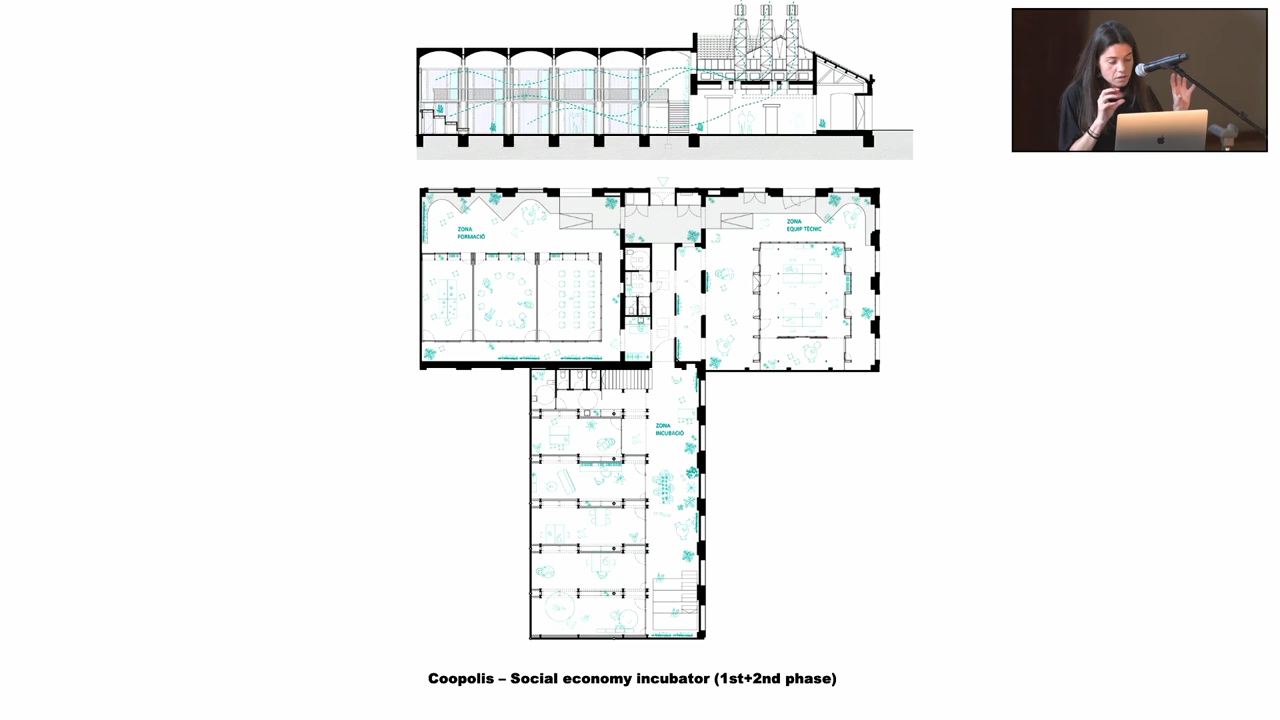 ZONA
FORMACIÓ
ZONA
EQUIP TÈCNIC
ZONA
INCUBACIÓ
Coopolis – Social economy incubator (1st+2nd phase)